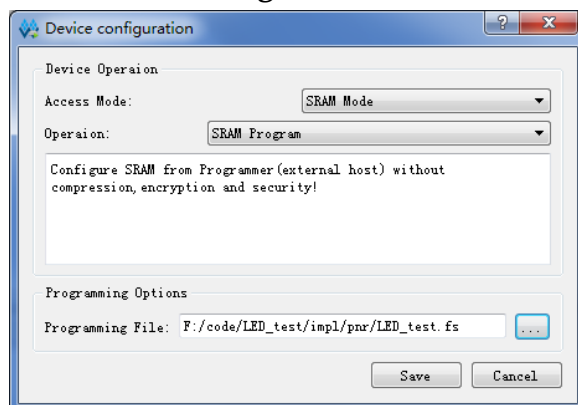 Device configuration
Device Operaion
Access Mode: SRAM Mode
Operaion: SRAM Program
Configure SRAM from Programmer(external host) without
compression,encryption and security!
Programming Options
Programming File: F:/code/LED_test/impl/pnr/LED_test.fs ...
Save Cancel